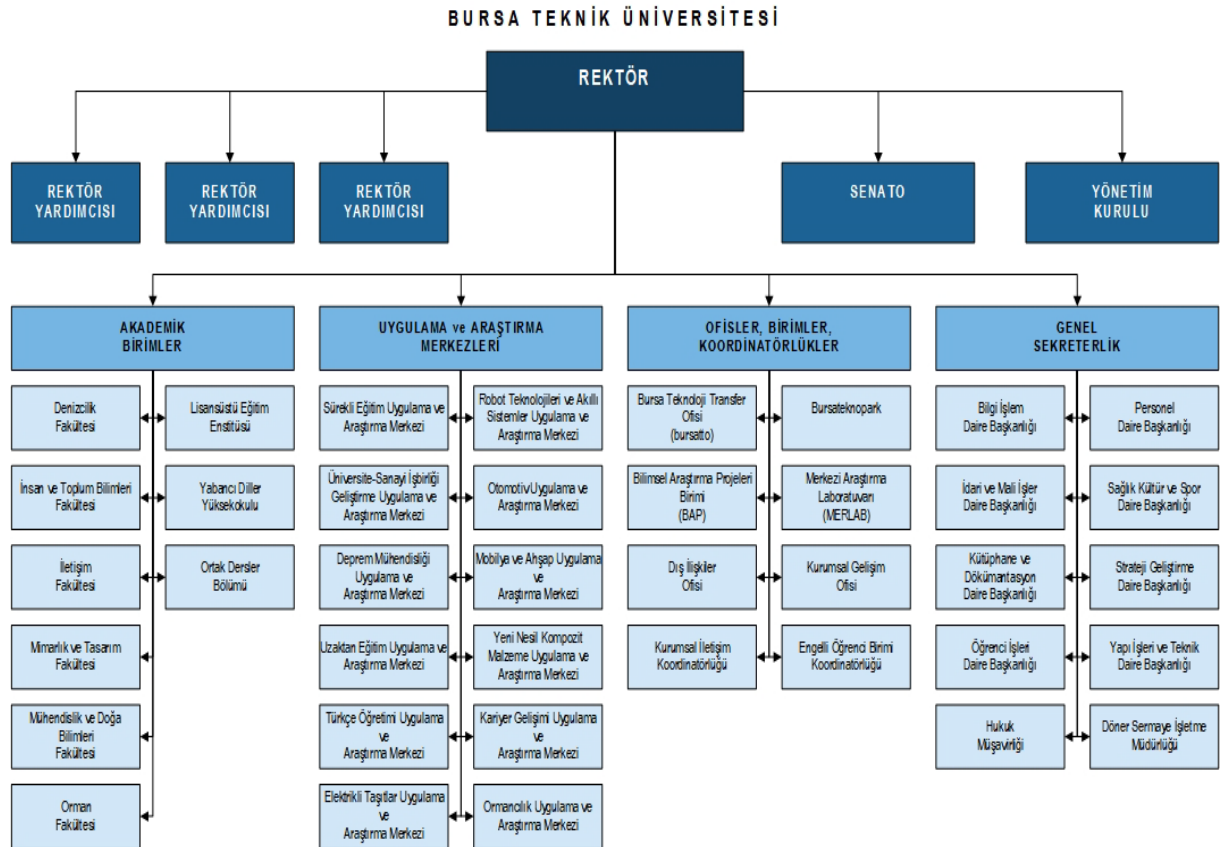 BURSA TEKNİK ÜNİVERSİTESİ
REKTÖR
REKTÖR
YARDIMCISI
REKTÖR
YARDIMCISI
REKTÖR
YARDIMCISI
SENATO
YÖNETİM
KURULU
AKADEMİK
BİRİMLER
Denizcilik
Fakültesi
Lisansüstü Eğitim
Enstitüsü
İnsan ve Toplum Bilimleri
Fakültesi
Yabancı Diller
Yüksekokulu
İletişim
Fakültesi
Ortak Dersler
Bölümü
Mimarlık ve Tasarım
Fakültesi
Mühendislik ve Doğa
Bilimleri
Fakültesi
Orman
Fakültesi
UYGULAMA ve ARAŞTIRMA
MERKEZLERİ
Sürekli Eğitim Uygulama ve
Araştırma Merkezi
Robot Teknolojileri ve Akıllı
Sistemler Uygulama ve
Araştırma Merkezi
Üniversite-Sanayi İşbirliği
Geliştirme Uygulama ve
Araştırma Merkezi
Otomotiv Uygulama ve
Araştırma Merkezi
Deprem Mühendisliği
Uygulama ve
Araştırma Merkezi
Mobilya ve Ahşap Uygulama
ve
Araştırma Merkezi
Uzaktan Eğitim Uygulama ve
Araştırma Merkezi
Yeni Nesil Kompozit
Malzeme Uygulama ve
Araştırma Merkezi
Türkçe Öğretimi Uygulama
ve
Araştırma Merkezi
Kariyer Gelişimi Uygulama
ve
Araştırma Merkezi
Elektrikli Taşıtlar Uygulama
ve
Araştırma Merkezi
Ormancılık Uygulama ve
Araştırma Merkezi
OFİSLER, BİRİMLER,
KOORDİNATÖRLÜKLER
Bursa Teknoloji Transfer
Ofisi
(bursatto)
Bursateknopark
Bilimsel Araştırma Projeleri
Birimi
(BAP)
Merkezi Araştırma
Laboratuvarı
(MERLAB)
Dış İlişkiler
Ofisi
Kurumsal Gelişim
Ofisi
Kurumsal İletişim
Koordinatörlüğü
Engelli Öğrenci Birimi
Koordinatörlüğü
GENEL
SEKRETERLİK
Bilgi İşlem
Daire Başkanlığı
Personel
Daire Başkanlığı
İdari ve Mali İşler
Daire Başkanlığı
Sağlık Kültür ve Spor
Daire Başkanlığı
Kütüphane ve
Dökümantasyon
Daire Başkanlığı
Strateji Geliştirme
Daire Başkanlığı
Öğrenci İşleri
Daire Başkanlığı
Yapı İşleri ve Teknik
Daire Başkanlığı
Hukuk
Müşavirliği
Döner Sermaye İşletme
Müdürlüğü